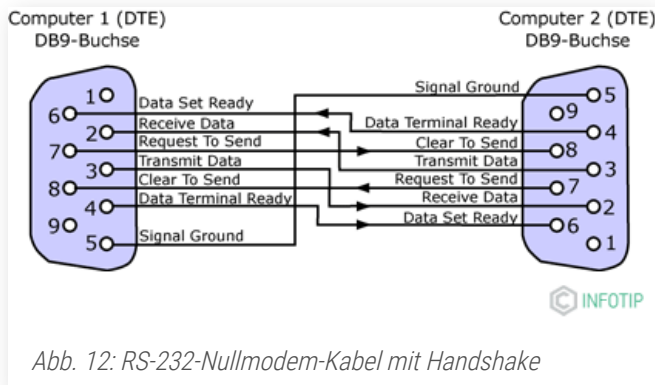 Computer 1 (DTE)
DB9-Buchse
Computer 2 (DTE)
DB9-Buchse
1
6
2
7
3
8
4
9
5
Data Set Ready
Receive Data
Request To Send
Transmit Data
Clear To Send
Data Terminal Ready
Signal Ground
Signal Ground
Data Terminal Ready
Clear To Send
Transmit Data
Request To Send
Receive Data
Data Set Ready
5
9
4
8
3
7
2
6
1
C INFOTIP
Abb. 12: RS-232-Nullmodem-Kabel mit Handshake